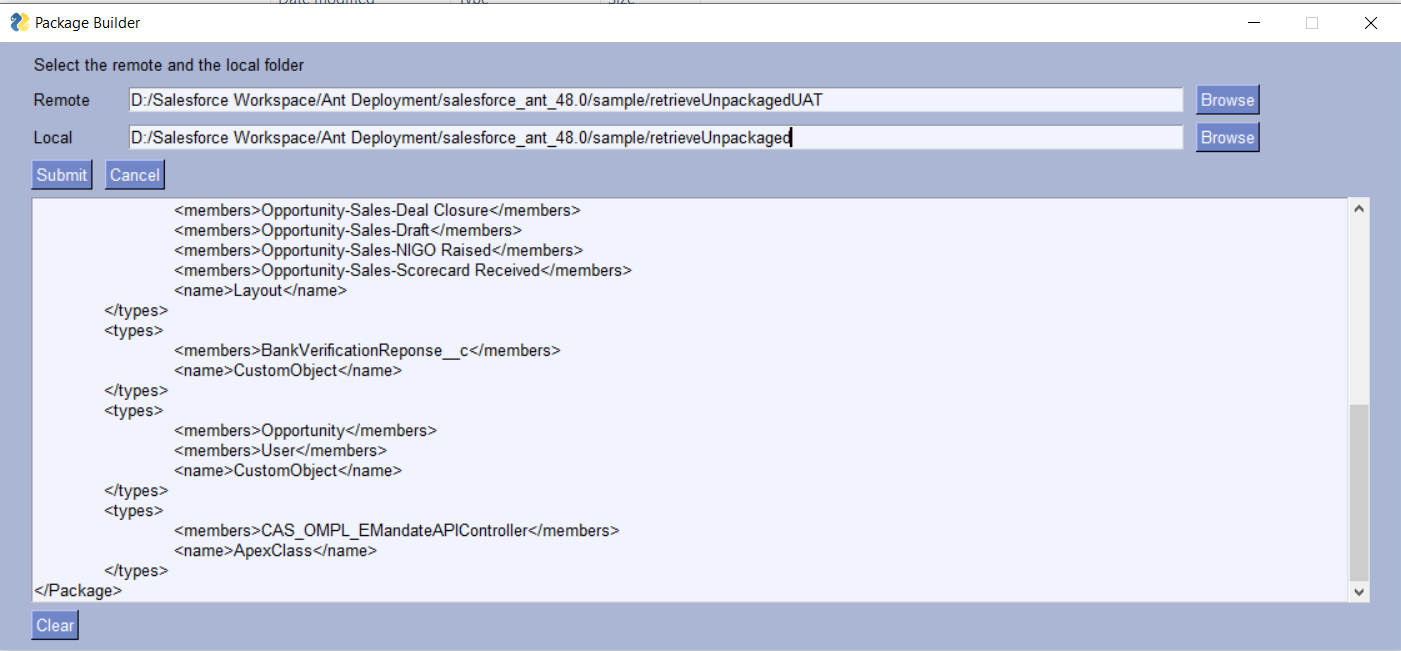 Date modified Type Size
Package Builder
Select the remote and the local folder
Remote D:/Salesforce Workspace/Ant Deployment/salesforce_ant_48.0/sample/retrieveUnpackagedUAT Browse
Local D:/Salesforce Workspace/Ant Deployment/salesforce_ant_48.0/sample/retrieveUnpackaged Browse
Submit Cancel
<members>Opportunity-Sales-Deal Closure</members>
<members>Opportunity-Sales-Draft</members>
<members>Opportunity-Sales-NIGO Raised</members>
<members>Opportunity-Sales-Scorecard Received</members>
<name>Layout</name>
</types>
<types>
<members>BankVerificationReponse__c</members>
<name>CustomObject</name>
</types>
<types>
<members>Opportunity</members>
<members>User</members>
<name>CustomObject</name>
</types>
<types>
<members>CAS_OMPL_EMandateAPIController</members>
<name>ApexClass</name>
</types>
</Package>
Clear